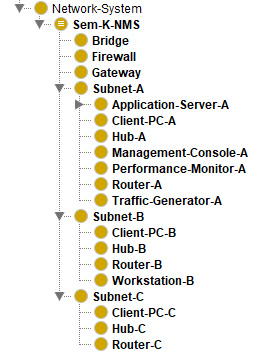 Network-System
Sem-K-NMS
Bridge
Firewall
Gateway
Subnet-A
Application-Server-A
Client-PC-A
Hub-A
Management-Console-A
Performance-Monitor-A
Router-A
Traffic-Generator-A
Subnet-B
Client-PC-B
Hub-B
Router-B
Workstation-B
Subnet-C
Client-PC-C
Hub-C
Router-C